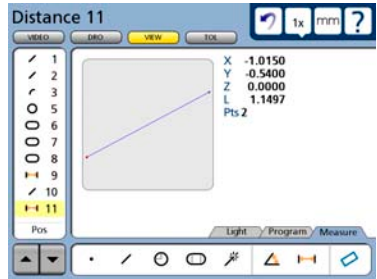 Distance 11
1x
mm
?
VIDEO
DRO
VIEW
TOL
1
2
3
5
6
7
8
9
10
11
Pos
X -1.0150
Y -0.5400
Z 0.0000
L 1.1497
Pts 2
Light
Program
Measure